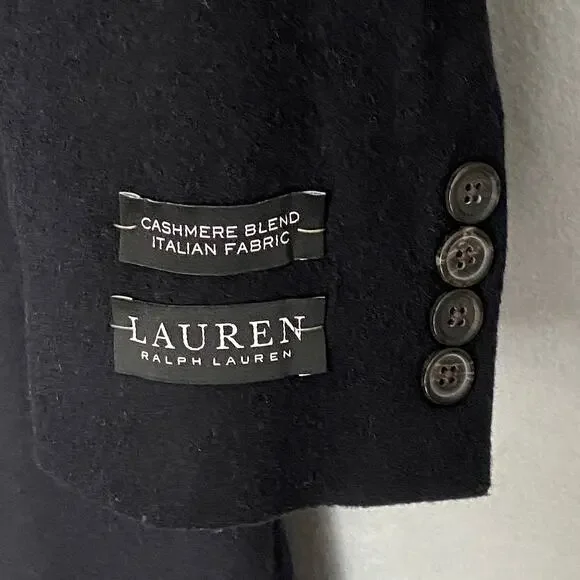 CASHMERE BLEND
ITALIAN FABRIC
LAUREN
RALPH LAUREN